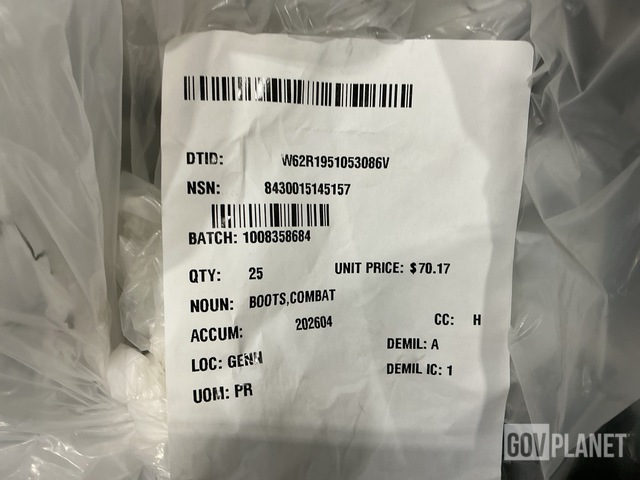 DTID: W62R1951053086V
NSN: 8430015145157
BATCH: 1008358684
QTY: 25 UNIT PRICE: $70.17
NOUN: BOOTS,COMBAT
ACCUM: 202604 CC: H
LOC: GENH DEMIL: A
UOM: PR DEMIL IC: 1
GOVPLANET